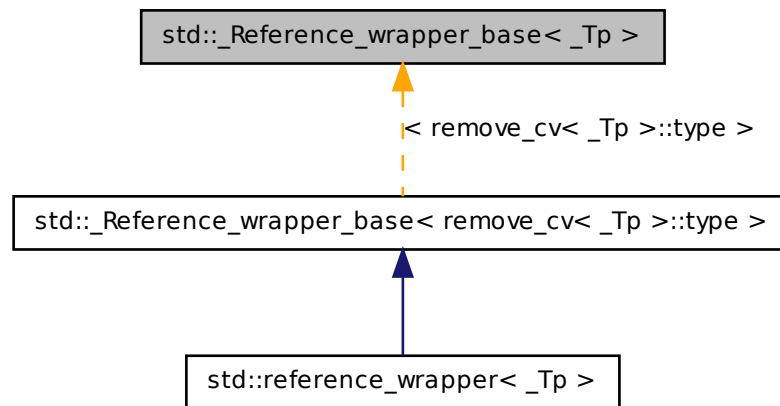 std::_Reference_wrapper_base< _Tp >
< remove_cv< _Tp >::type >
std::_Reference_wrapper_base< remove_cv< _Tp >::type >
std::reference_wrapper< _Tp >